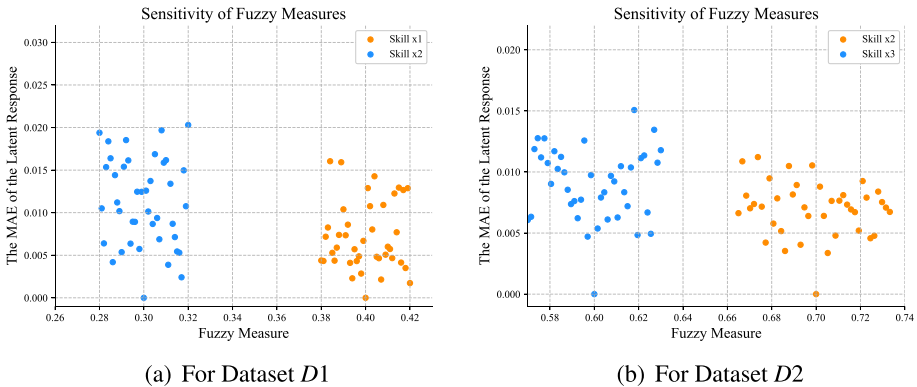 Sensitivity of Fuzzy Measures
Skill x1
Skill x2
The MAE of the Latent Response
0.030
0.025
0.020
0.015
0.010
0.005
0.000
0.26 0.28 0.30 0.32 0.34 0.36 0.38 0.40 0.42
Fuzzy Measure
(a) For Dataset D1
Sensitivity of Fuzzy Measures
Skill x2
Skill x3
The MAE of the Latent Response
0.020
0.015
0.010
0.005
0.000
0.58 0.60 0.62 0.64 0.66 0.68 0.70 0.72 0.74
Fuzzy Measure
(b) For Dataset D2